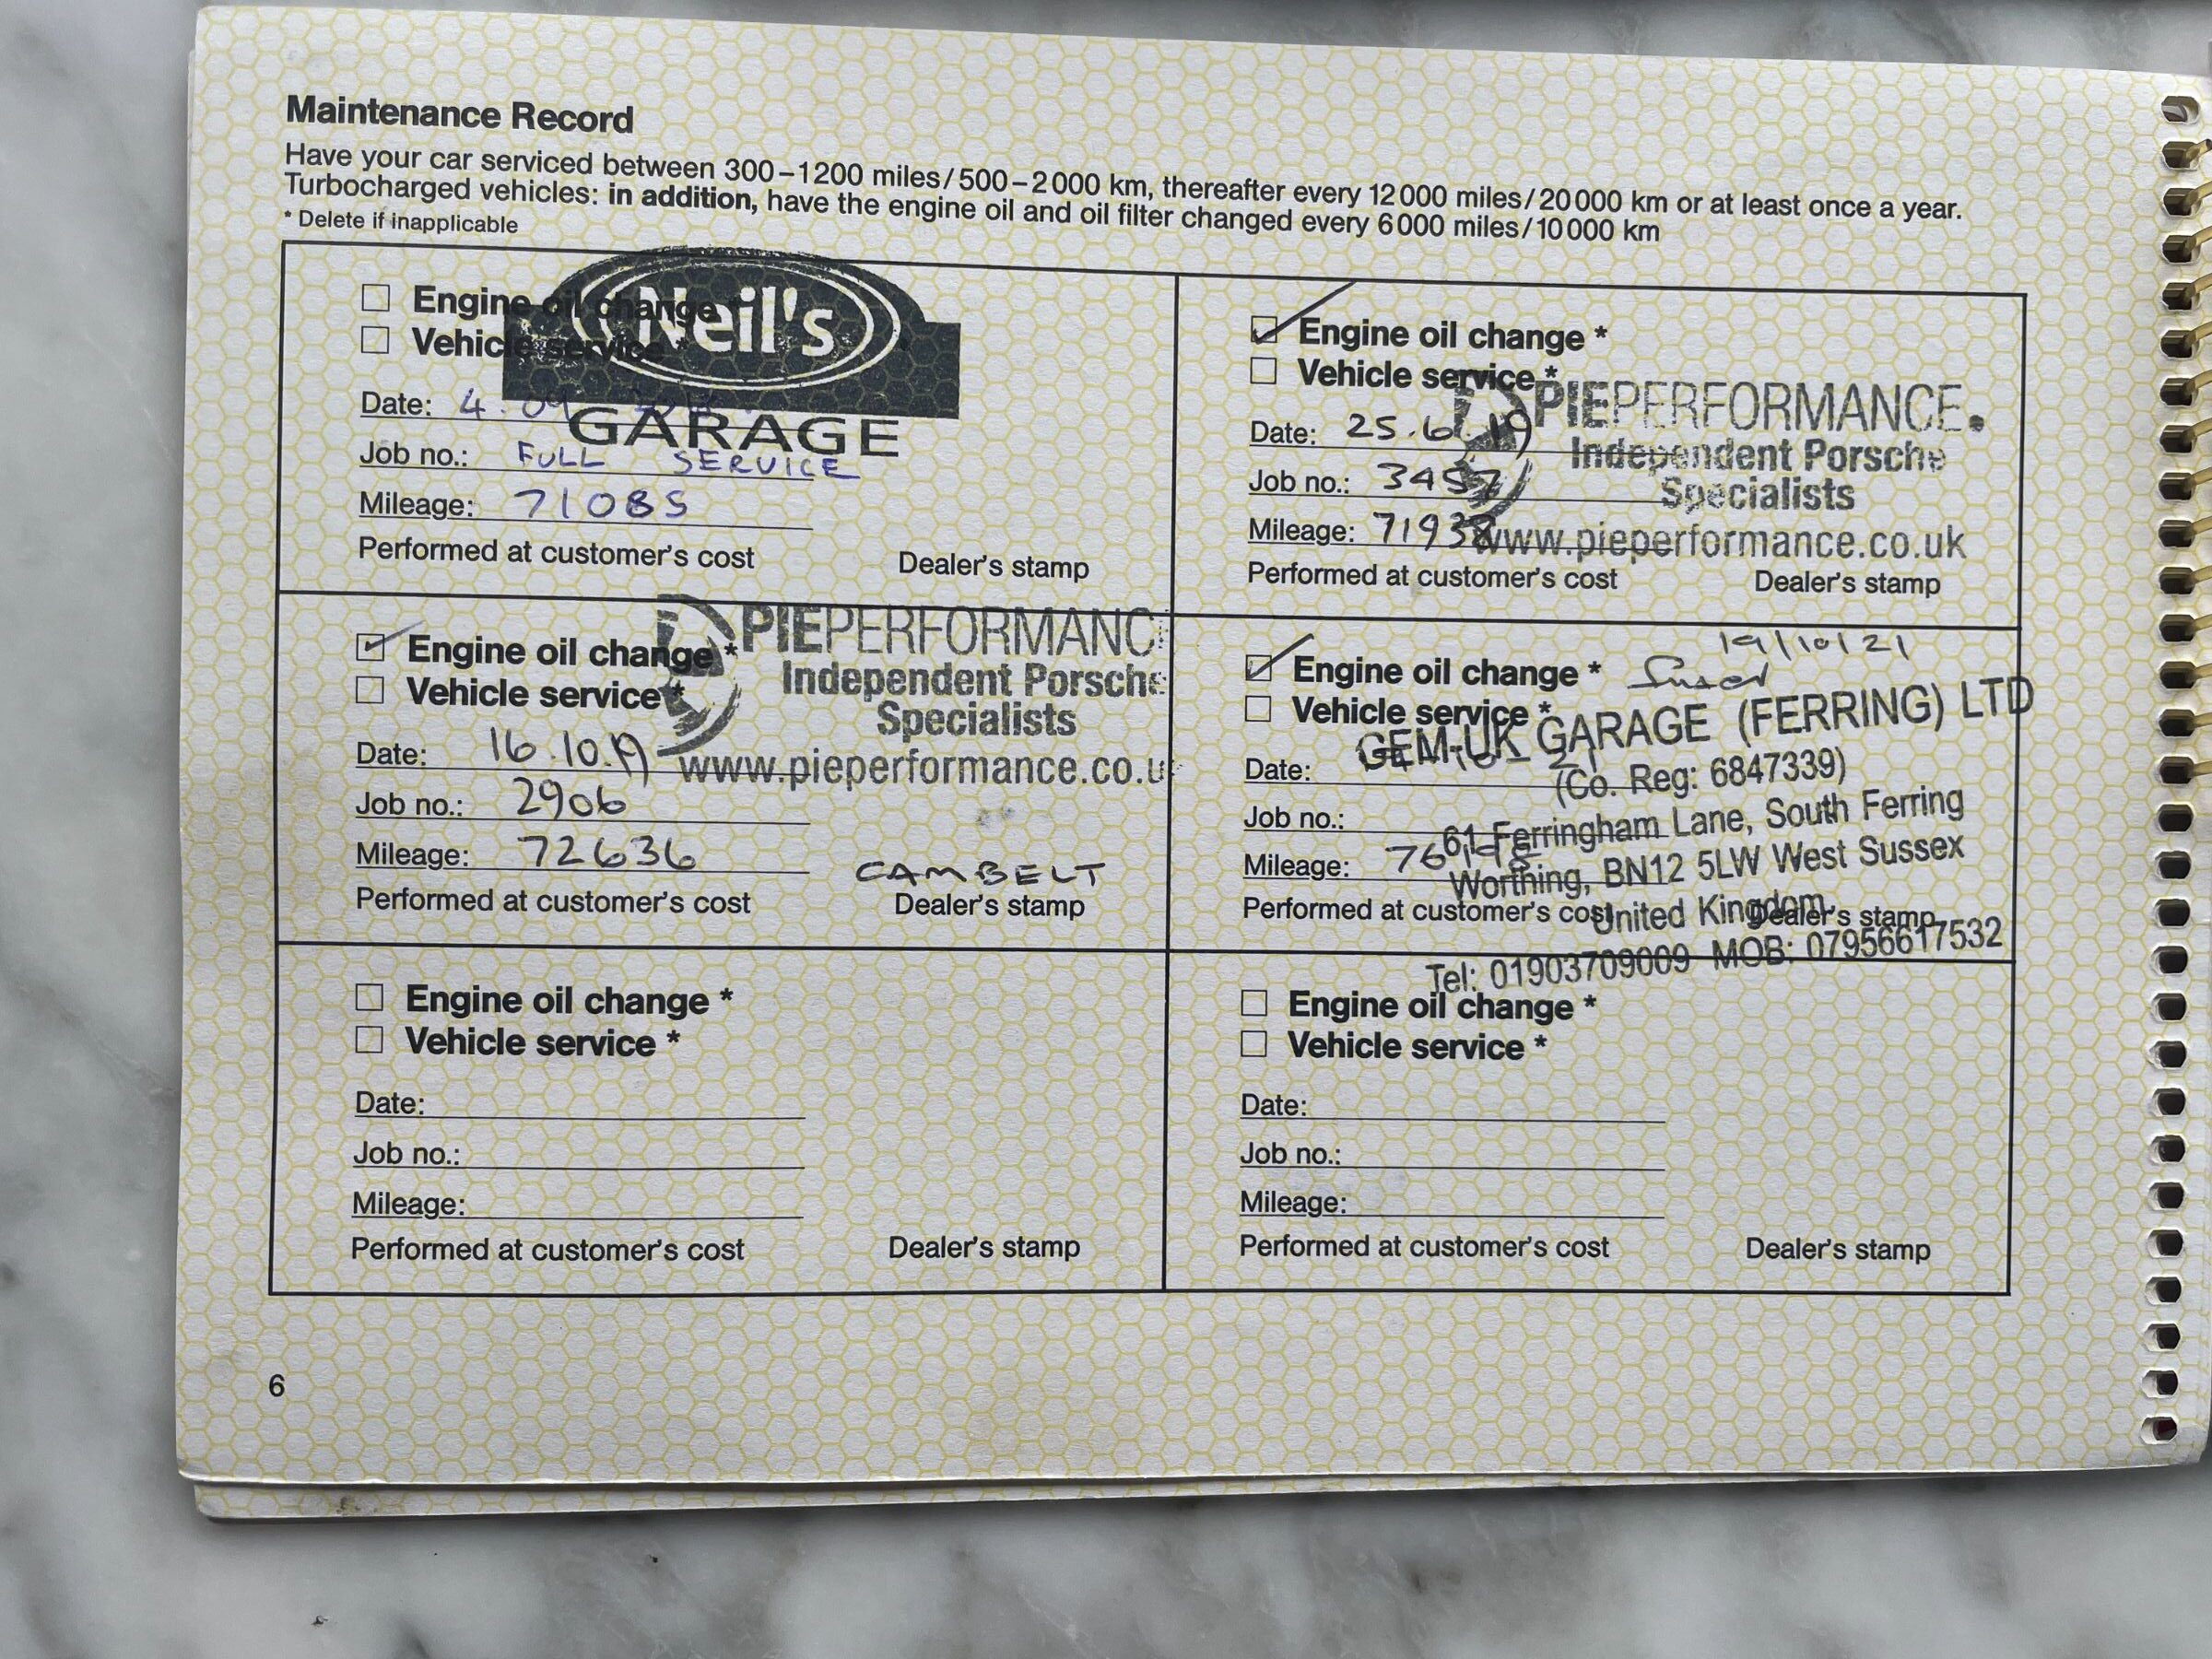 Maintenance Record
Have your car serviced between 300–1200 miles/500–2000 km, thereafter every 12000 miles/20000 km or at least once a year.
Turbocharged vehicles: in addition, have the engine oil and oil filter changed every 6000 miles/10000 km
* Delete if inapplicable
Engine oil change *
Vehicle service *
Neil's
GARAGE
Date: 4.09
Job no.: FULL SERVICE
Mileage: 71085
Performed at customer's cost
Dealer's stamp
Engine oil change *
Vehicle service *
PIEPERFORMANCE.
Independent Porsche
Specialists
www.pieperformance.co.uk
Date: 25.6.19
Job no.: 3457
Mileage: 71938
Performed at customer's cost
Dealer's stamp
Engine oil change *
Vehicle service *
PIEPERFORMANC
Independent Porsche
Specialists
www.pieperformance.co.u
Date: 16.10.19
Job no.: 2906
Mileage: 72636
CAMBELT
Performed at customer's cost
Dealer's stamp
19/10/21
Engine oil change *
Vehicle service *
GEM-UK GARAGE (FERRING) LTD
(Co. Reg: 6847339)
61 Ferringham Lane, South Ferring
Worthing, BN12 5LW West Sussex
United Kingdom
Tel: 01903709009 MOB: 07956617532
Date:
Job no.:
Mileage:
Performed at customer's cost
Dealer's stamp
Engine oil change *
Vehicle service *
Date:
Job no.:
Mileage:
Performed at customer's cost
Dealer's stamp
Engine oil change *
Vehicle service *
Date:
Job no.:
Mileage:
Performed at customer's cost
Dealer's stamp
6